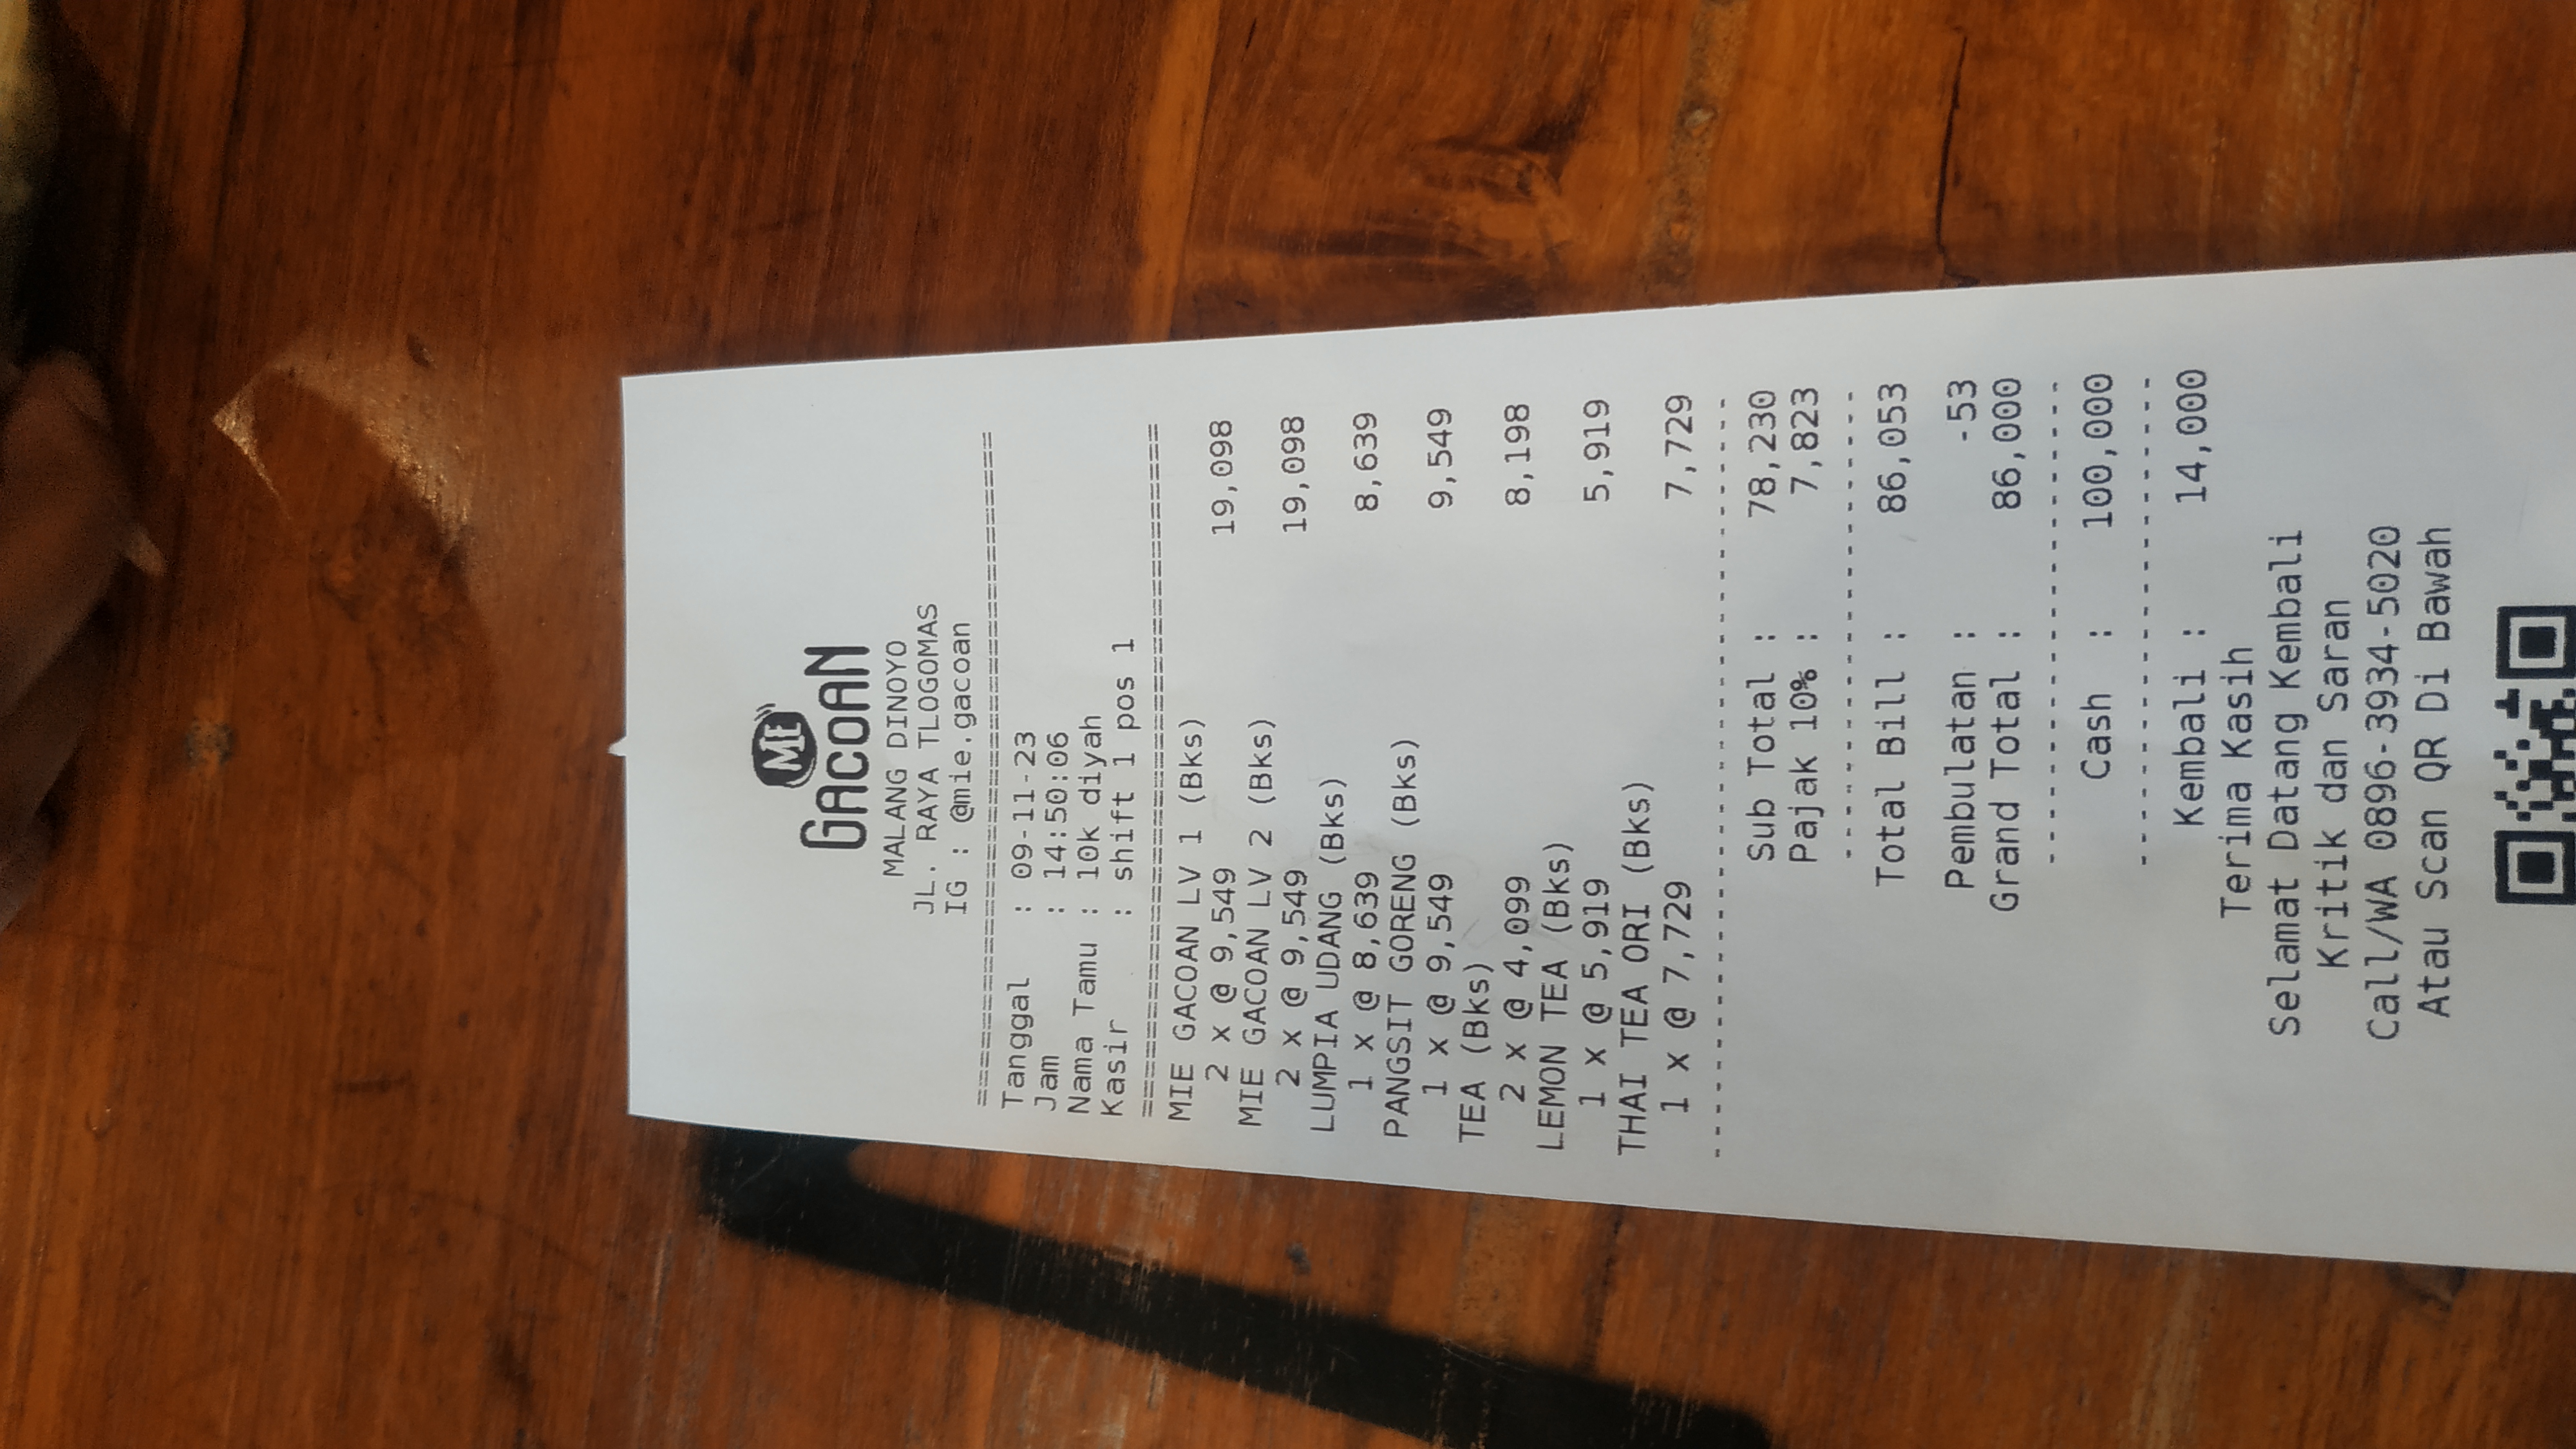 MIE
GACOAN
MALANG DINOYO
JL. RAYA TLOGOMAS
IG : @mie.gacoan
=====================================
Tanggal : 09-11-23
Jam : 14:50:06
Nama Tamu : 10k diyah
Kasir : shift 1 pos 1
=====================================
MIE GACOAN LV 1 (Bks)
2 x @ 9,549 19,098
MIE GACOAN LV 2 (Bks)
2 x @ 9,549 19,098
LUMPIA UDANG (Bks)
1 x @ 8,639 8,639
PANGSIT GORENG (Bks)
1 x @ 9,549 9,549
TEA (Bks)
2 x @ 4,099 8,198
LEMON TEA (Bks)
1 x @ 5,919 5,919
THAI TEA ORI (Bks)
1 x @ 7,729 7,729
Sub Total : 78,230
Pajak 10% : 7,823
Total Bill : 86,053
Pembulatan : -53
Grand Total : 86,000
Cash : 100,000
Kembali : 14,000
Terima Kasih
Selamat Datang Kembali
Kritik dan Saran
Call/WA 0896-3934-5020
Atau Scan QR Di Bawah